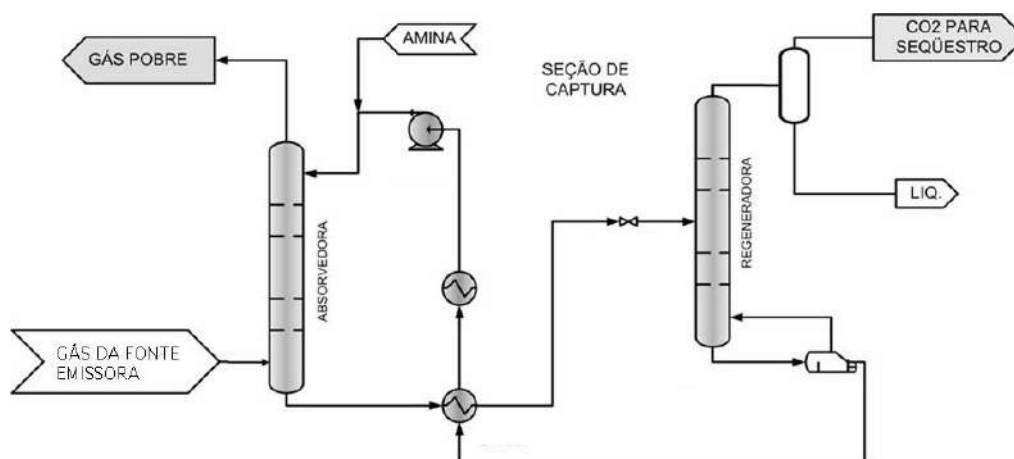 GÁS POBRE
AMINA
SEÇÃO DE
CAPTURA
CO2 PARA
SEQÜESTRO
LIQ.
ABSORVEDORA
REGENERADORA
GÁS DA FONTE
EMISSORA